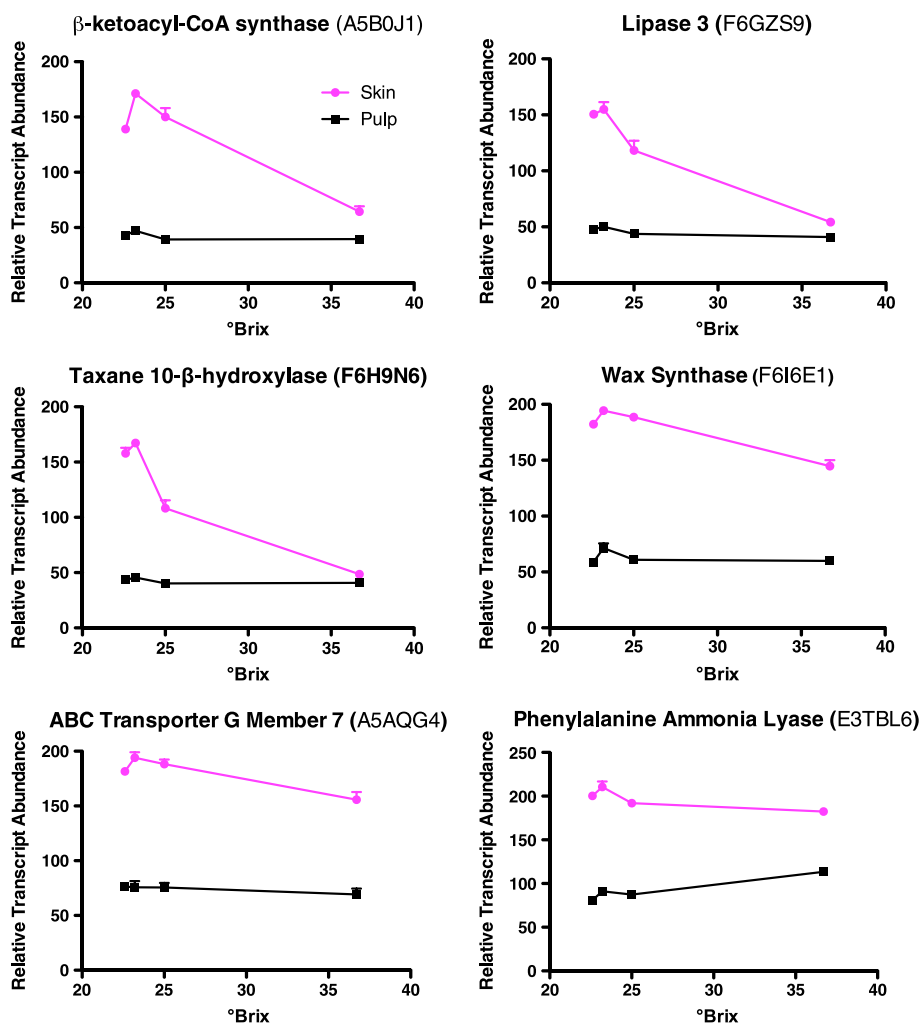 β-ketoacyl-CoA synthase (A5B0J1)
Relative Transcript Abundance
200
150
100
50
0
Skin
Pulp
20 25 30 35 40
°Brix
Lipase 3 (F6GZS9)
Relative Transcript Abundance
200
150
100
50
0
20 25 30 35 40
°Brix
Taxane 10-β-hydroxylase (F6H9N6)
Relative Transcript Abundance
200
150
100
50
0
20 25 30 35 40
°Brix
Wax Synthase (F6I6E1)
Relative Transcript Abundance
200
150
100
50
0
20 25 30 35 40
°Brix
ABC Transporter G Member 7 (A5AQG4)
Relative Transcript Abundance
200
150
100
50
0
20 25 30 35 40
°Brix
Phenylalanine Ammonia Lyase (E3TBL6)
Relative Transcript Abundance
250
200
150
100
50
0
20 25 30 35 40
°Brix